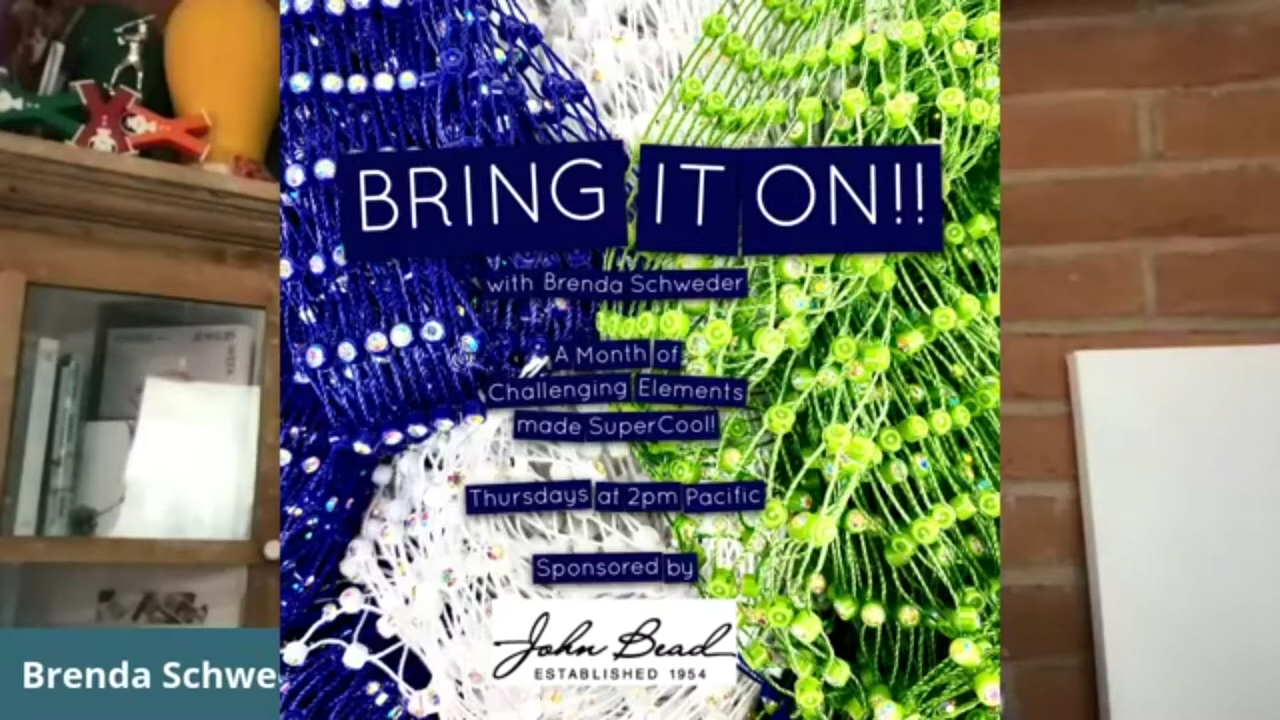 BRING IT ON!!
with Brenda Schweder
A Month of
Challenging Elements
made SuperCool!
Thursdays at 2pm Pacific
Sponsored by
John Bead
ESTABLISHED 1954
Brenda Schwe